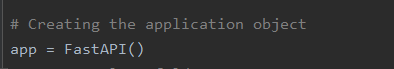 # Creating the application object
app = FastAPI()